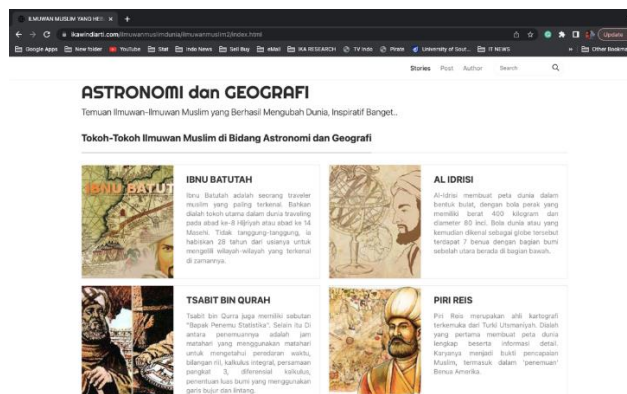 ILMUWAN MUSLIM YANG HEB
ikawindiarti.com/ilmuwanmuslimdunia/ilmuwanmuslim2/index.html
Update
Google Apps New folder YouTube Stat Indo News Sell Buy eMail IKA RESEARCH TV Indo Pirate University of Sout... IT NEWS » Other Bookma
Stories Post Author Search
ASTRONOMI dan GEOGRAFI
Temuan Ilmuwan-Ilmuwan Muslim yang Berhasil Mengubah Dunia, Inspiratif Banget..
Tokoh-Tokoh Ilmuwan Muslim di Bidang Astronomi dan Geografi
IBNU BATUT
IBNU BATUTAH
Ibnu Batutah adalah seorang traveler
muslim yang paling terkenal. Bahkan
dialah tokoh utama dalam dunia traveling
pada abad ke-8 Hijriyah atau abad ke 14
Masehi. Tidak tanggung-tanggung, ia
habiskan 28 tahun dari usianya untuk
mengelili wilayah-wilayah yang terkenal
di zamannya.
AL IDRISI
Al-Idrisi membuat peta dunia dalam
bentuk bulat, dengan bola perak yang
memiliki berat 400 kilogram dan
diameter 80 inci. Bola dunia atau yang
kemudian dikenal sebagai globe tersebut
terdapat 7 benua dengan bagian bumi
sebelah utara berada di bagian bawah.
TSABIT BIN QURAH
Tsabit bin Qurra juga memiliki sebutan
"Bapak Penemu Statistika". Selain itu Di
antara penemuannya adalah jam
matahari yang menggunakan matahari
untuk mengetahui peredaran waktu,
bilangan riil, kalkulus integral, persamaan
pangkat 3, diferensial kalkulus,
penentuan luas bumi yang menggunakan
garis bujur dan lintang.
PIRI REIS
Piri Reis merupakan ahli kartografi
terkemuka dari Turki Utsmaniyah. Dialah
yang pertama membuat peta dunia
lengkap beserta informasi detail.
Karyanya menjadi bukti pencapaian
Muslim, termasuk dalam 'penemuan'
Benua Amerika.